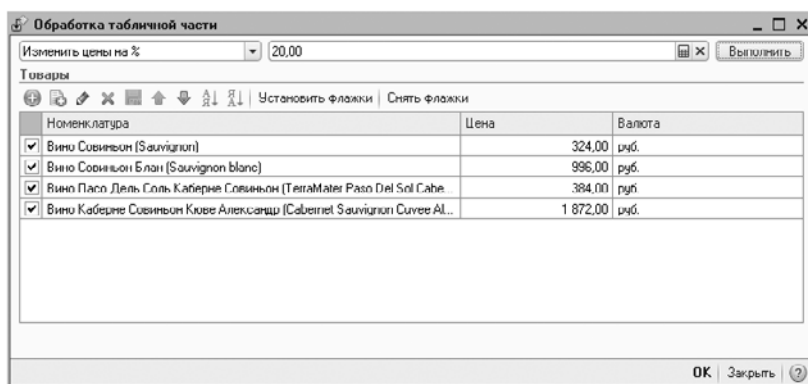 Обработка табличной части
Изменить цены на % 20,00 Выполнить
Товары
Установить флажки Снять флажки
Номенклатура Цена Валюта
Вино Совиньон (Sauvignon) 324,00 руб.
Вино Совиньон Блан (Sauvignon blanc) 996,00 руб.
Вино Пасо Дель Соль Каберне Совиньон (TerraMater Paso Del Sol Cabe... 384,00 руб.
Вино Каберне Совиньон Кюве Александр (Cabernet Sauvignon Cuvee Al... 1 872,00 руб.
OK Закрыть